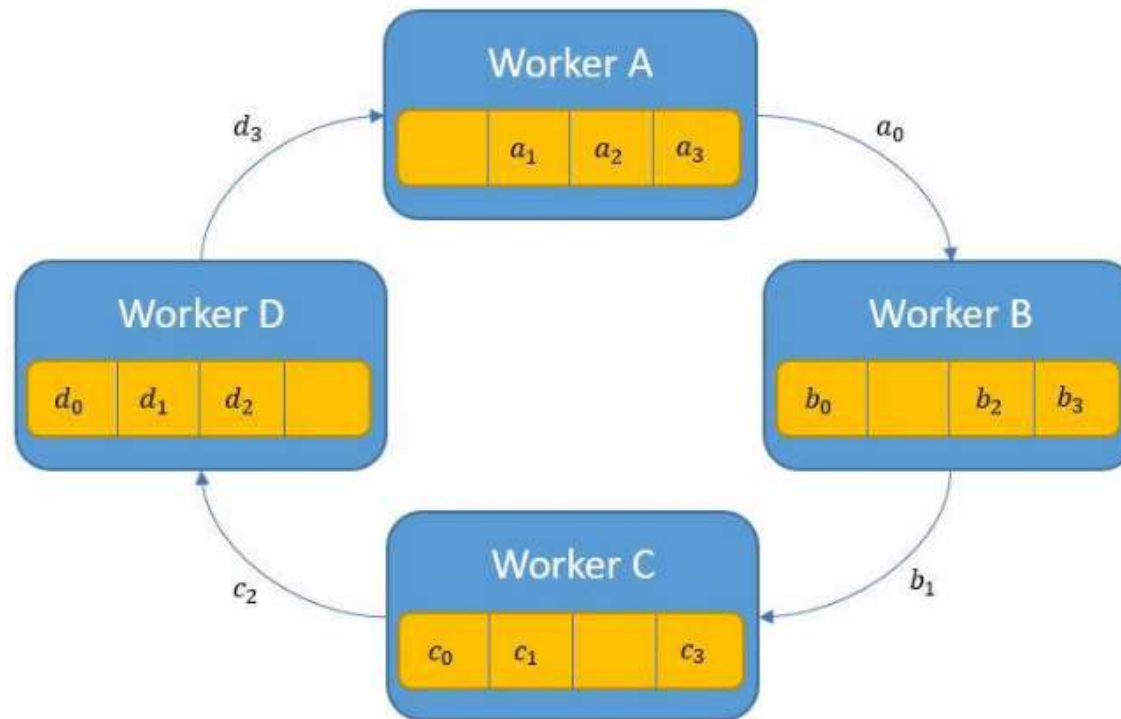 Worker A
a₁ a₂ a₃
d₃
a₀
Worker D
d₀ d₁ d₂
Worker B
b₀ b₂ b₃
Worker C
c₀ c₁ c₃
c₂
b₁